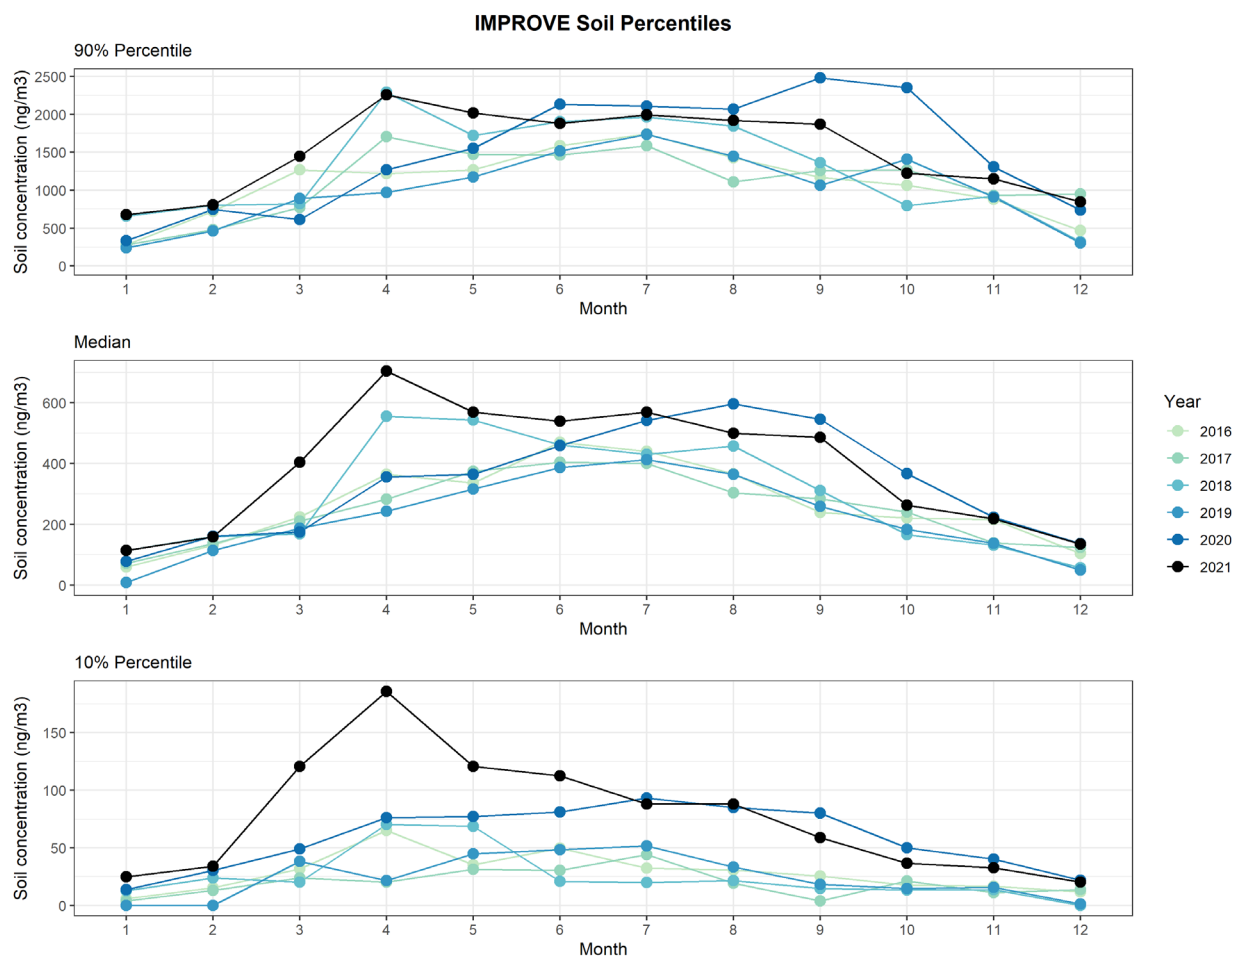 IMPROVE Soil Percentiles
90% Percentile
Soil concentration (ng/m3)
2500
2000
1500
1000
500
0
1 2 3 4 5 6 7 8 9 10 11 12
Month
Median
Soil concentration (ng/m3)
600
400
200
0
1 2 3 4 5 6 7 8 9 10 11 12
Month
Year
2016
2017
2018
2019
2020
2021
10% Percentile
Soil concentration (ng/m3)
150
100
50
0
1 2 3 4 5 6 7 8 9 10 11 12
Month